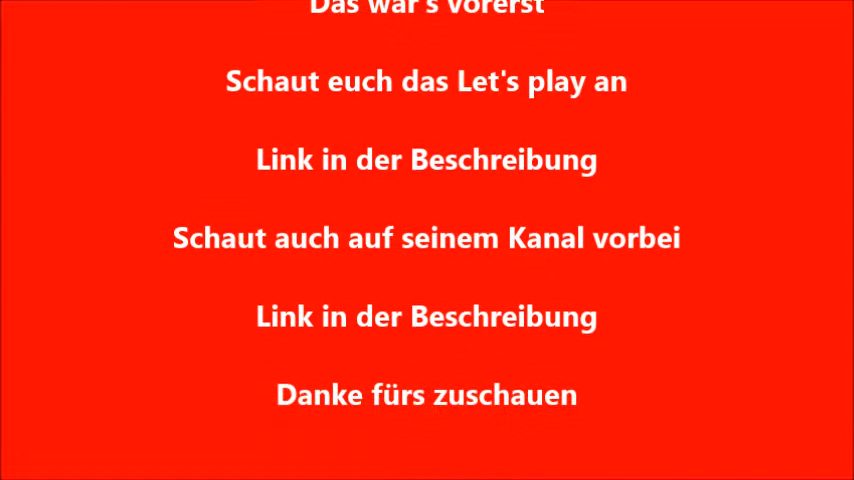 Das war's vorerst
Schaut euch das Let's play an
Link in der Beschreibung
Schaut auch auf seinem Kanal vorbei
Link in der Beschreibung
Danke fürs zuschauen